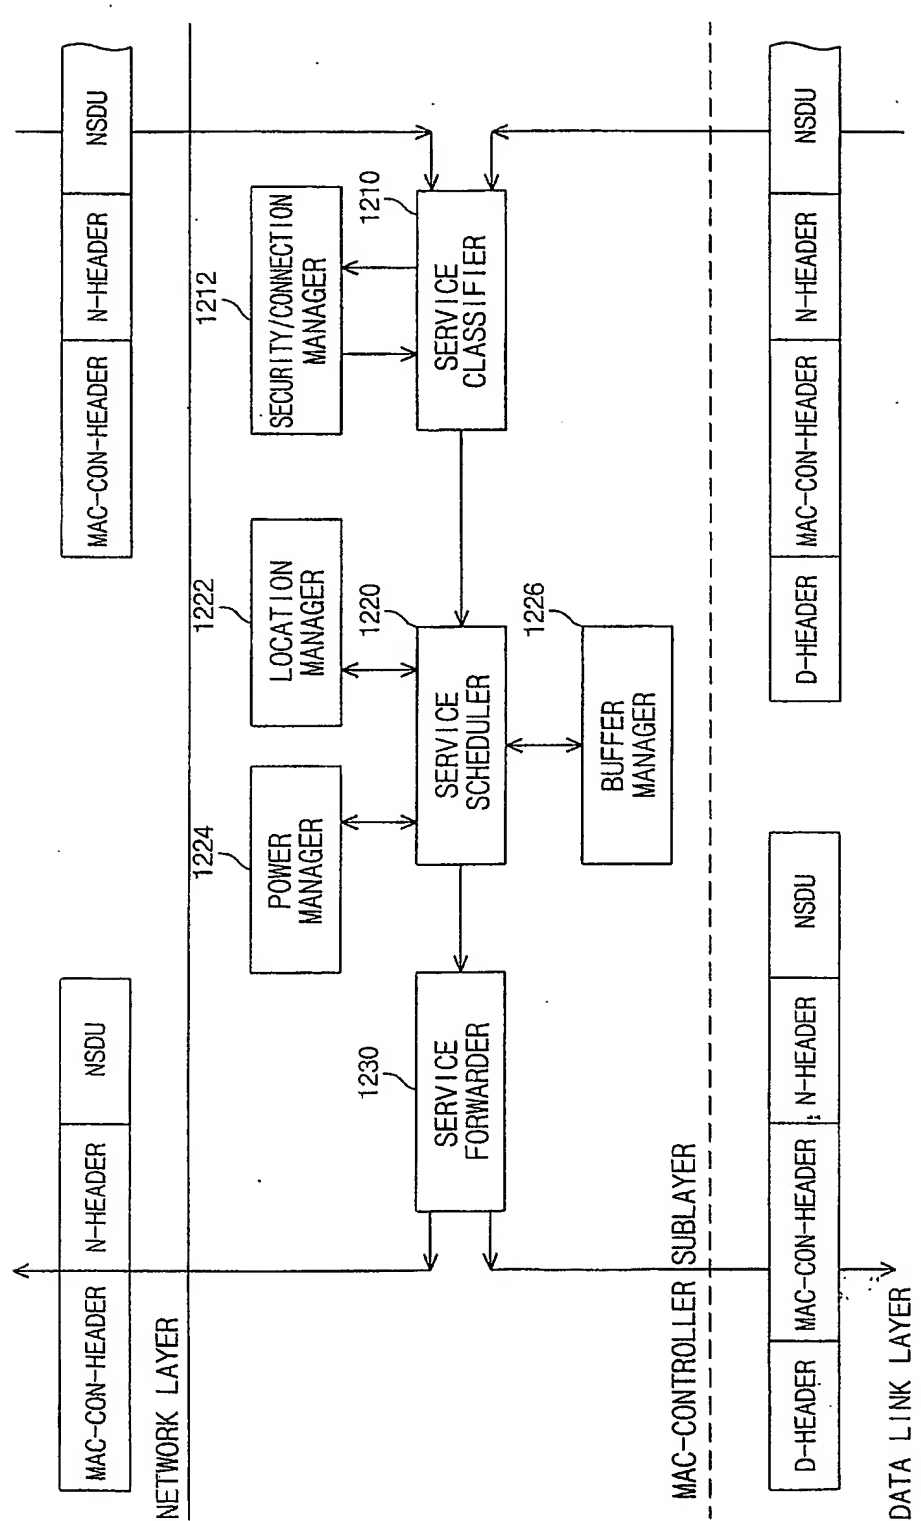 MAC-CON-HEADER
N-HEADER
NSDU
MAC-CON-HEADER
N-HEADER
NSDU
NETWORK LAYER
1224
POWER
MANAGER
1222
LOCATION
MANAGER
1212
SECURITY/CONNECTION
MANAGER
1230
SERVICE
FORWARDER
1220
SERVICE
SCHEDULER
1210
SERVICE
CLASSIFIER
1226
BUFFER
MANAGER
MAC-CONTROLLER SUBLAYER
D-HEADER
MAC-CON-HEADER
N-HEADER
NSDU
D-HEADER
MAC-CON-HEADER
N-HEADER
NSDU
DATA LINK LAYER